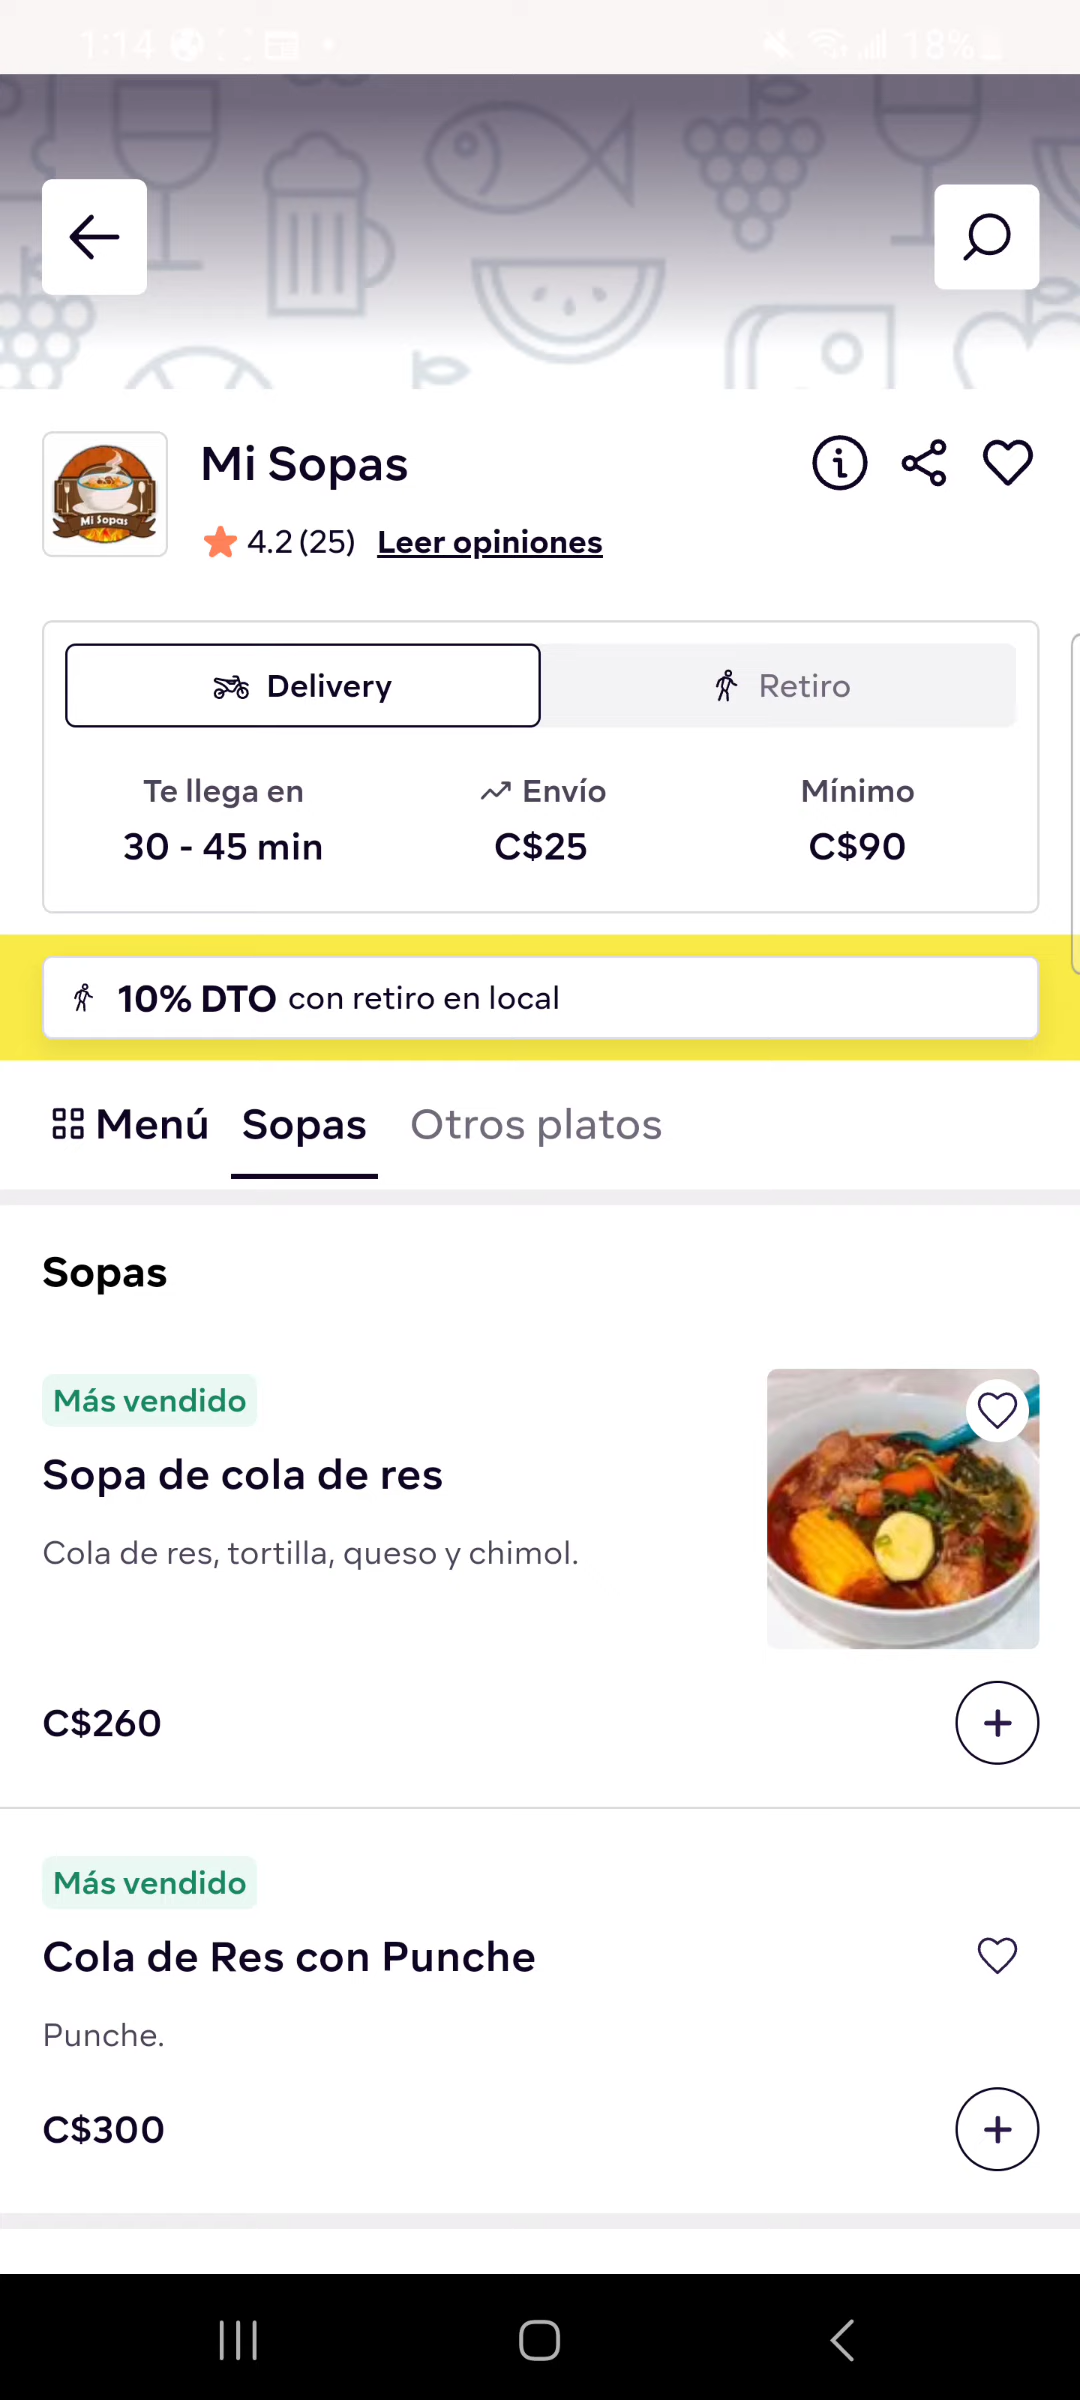 1:14
18%
Mi Sopas
Mi Sopas
4.2 (25) Leer opiniones
Delivery
Retiro
Te llega en
Envío
Mínimo
30 - 45 min
C$25
C$90
10% DTO con retiro en local
Menú
Sopas
Otros platos
Sopas
Más vendido
Sopa de cola de res
Cola de res, tortilla, queso y chimol.
C$260
+
Más vendido
Cola de Res con Punche
Punche.
C$300
+